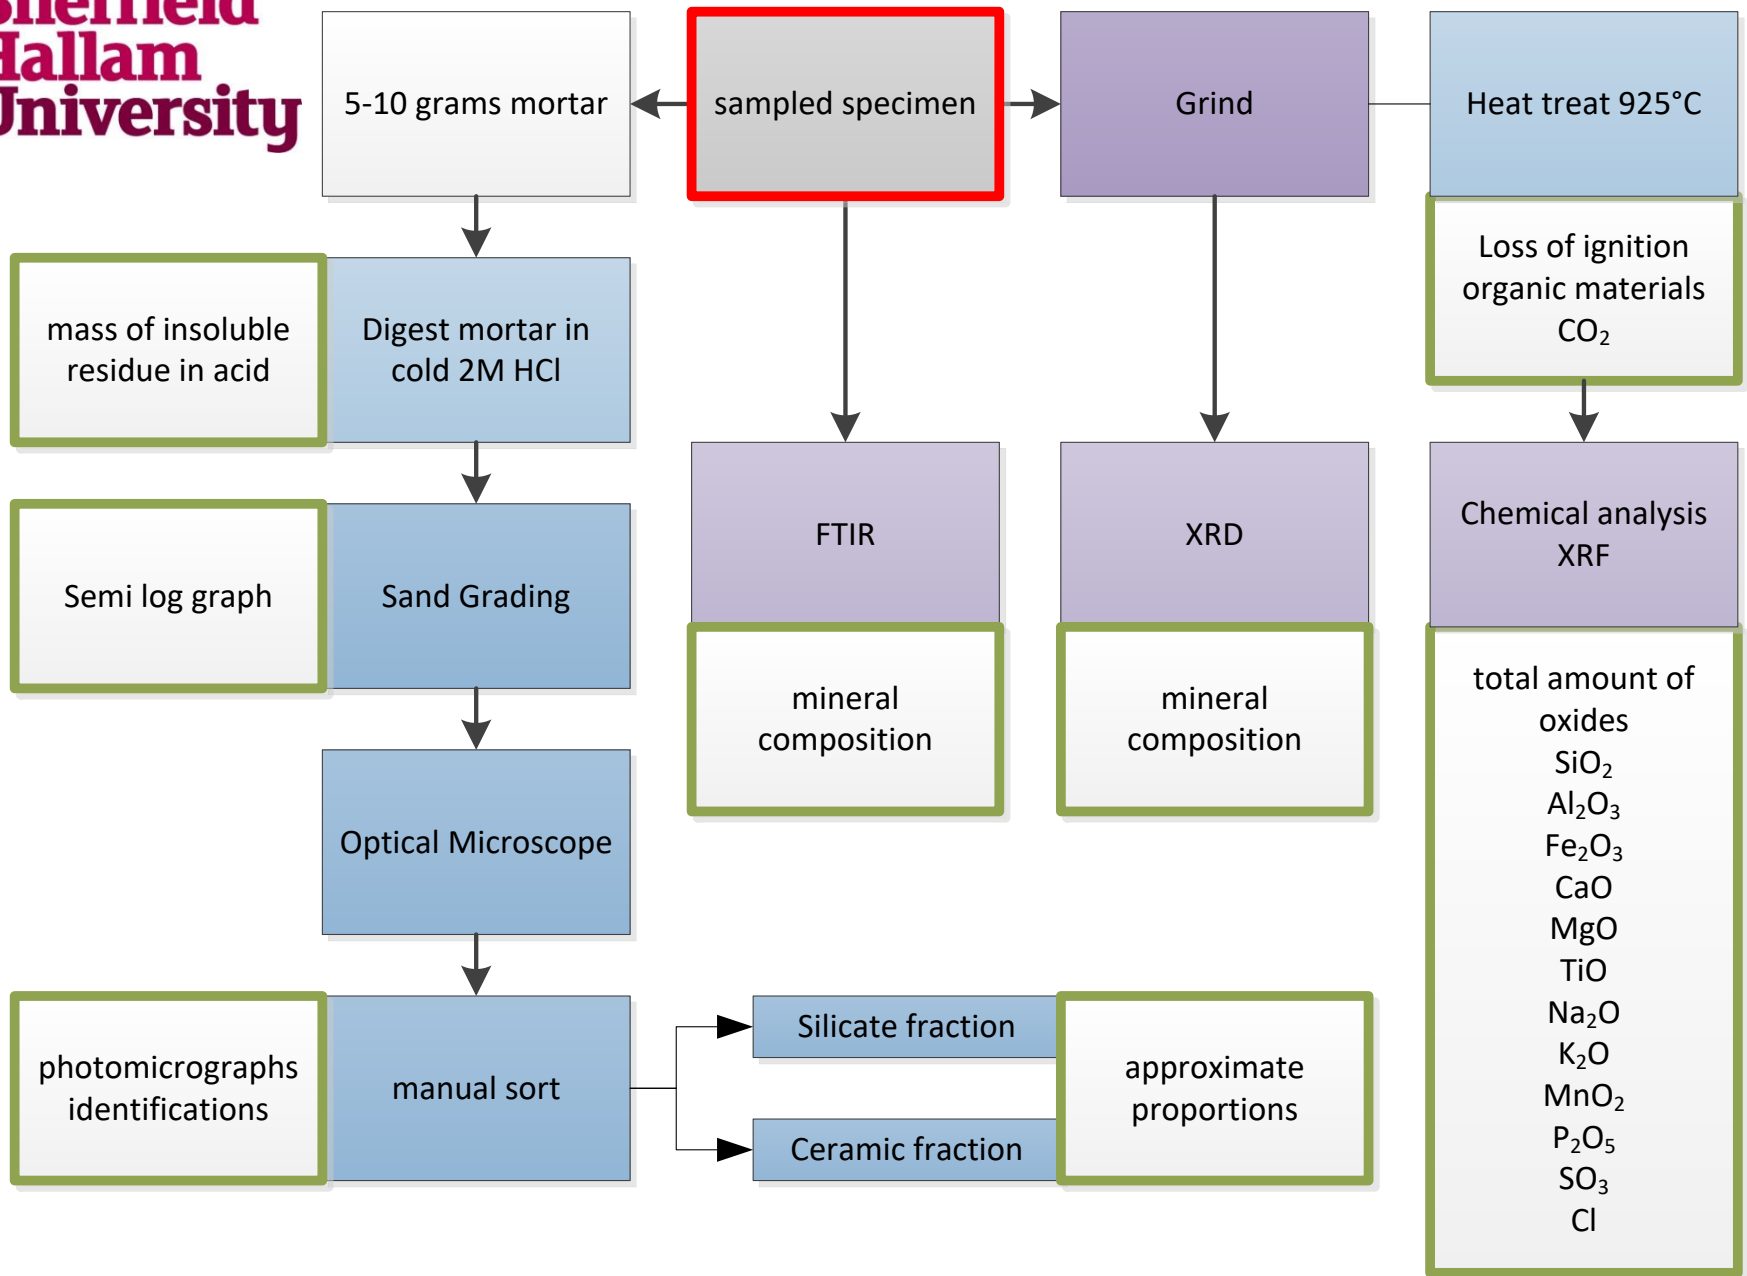 Sheffield
Hallam
University
5-10 grams mortar
sampled specimen
Grind
Heat treat 925°C
Loss of ignition
organic materials
CO₂
mass of insoluble
residue in acid
Digest mortar in
cold 2M HCl
Semi log graph
Sand Grading
FTIR
XRD
Chemical analysis
XRF
mineral
composition
mineral
composition
total amount of
oxides
SiO₂
Al₂O₃
Fe₂O₃
CaO
MgO
TiO
Na₂O
K₂O
MnO₂
P₂O₅
SO₃
Cl
Optical Microscope
photomicrographs
identifications
manual sort
Silicate fraction
Ceramic fraction
approximate
proportions